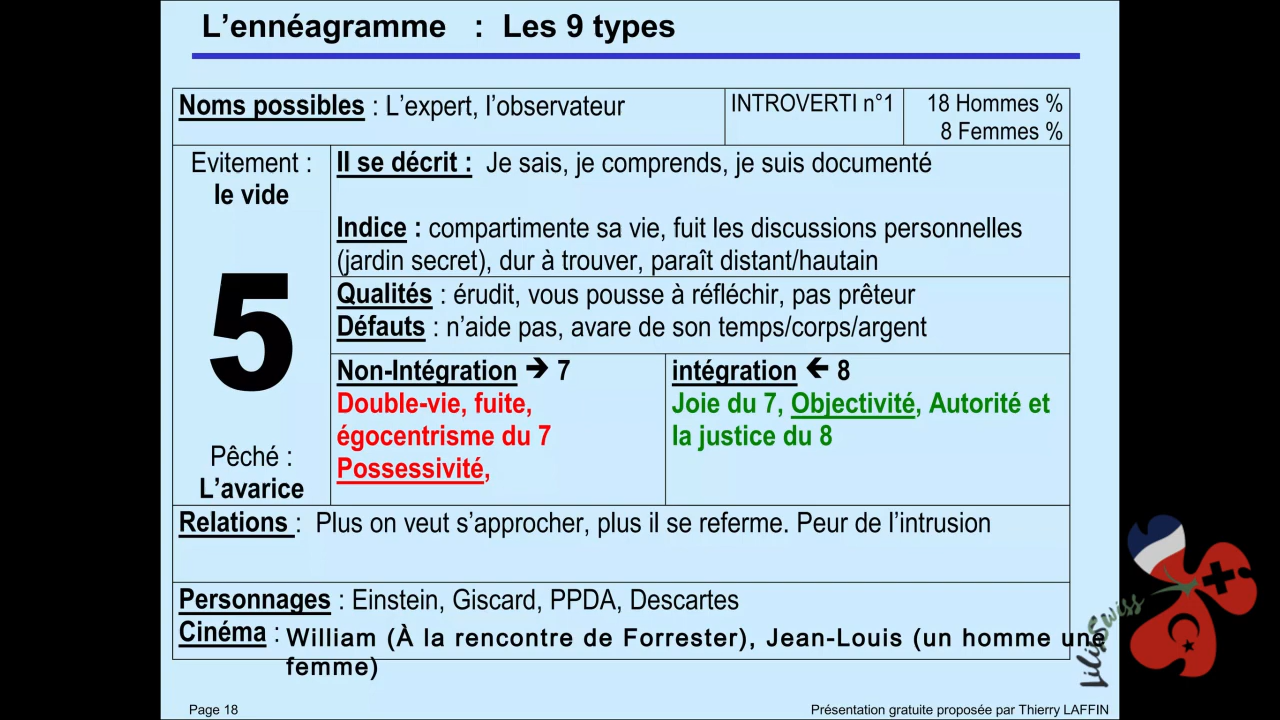 L’ennéagramme : Les 9 types
Noms possibles : L’expert, l’observateur
INTROVERTI n°1
18 Hommes %
8 Femmes %
Evitement :
le vide
5
Pêché :
L’avarice
Il se décrit : Je sais, je comprends, je suis documenté
Indice : compartimente sa vie, fuit les discussions personnelles
(jardin secret), dur à trouver, paraît distant/hautain
Qualités : érudit, vous pousse à réfléchir, pas prêteur
Défauts : n’aide pas, avare de son temps/corps/argent
Non-Intégration ➔ 7
Double-vie, fuite,
égocentrisme du 7
Possessivité,
intégration 🡸 8
Joie du 7, Objectivité, Autorité et
la justice du 8
Relations : Plus on veut s’approcher, plus il se referme. Peur de l’intrusion
Personnages : Einstein, Giscard, PPDA, Descartes
Cinéma : William (À la rencontre de Forrester), Jean-Louis (un homme une
femme)
LiliSwiss
Page 18
Présentation gratuite proposée par Thierry LAFFIN